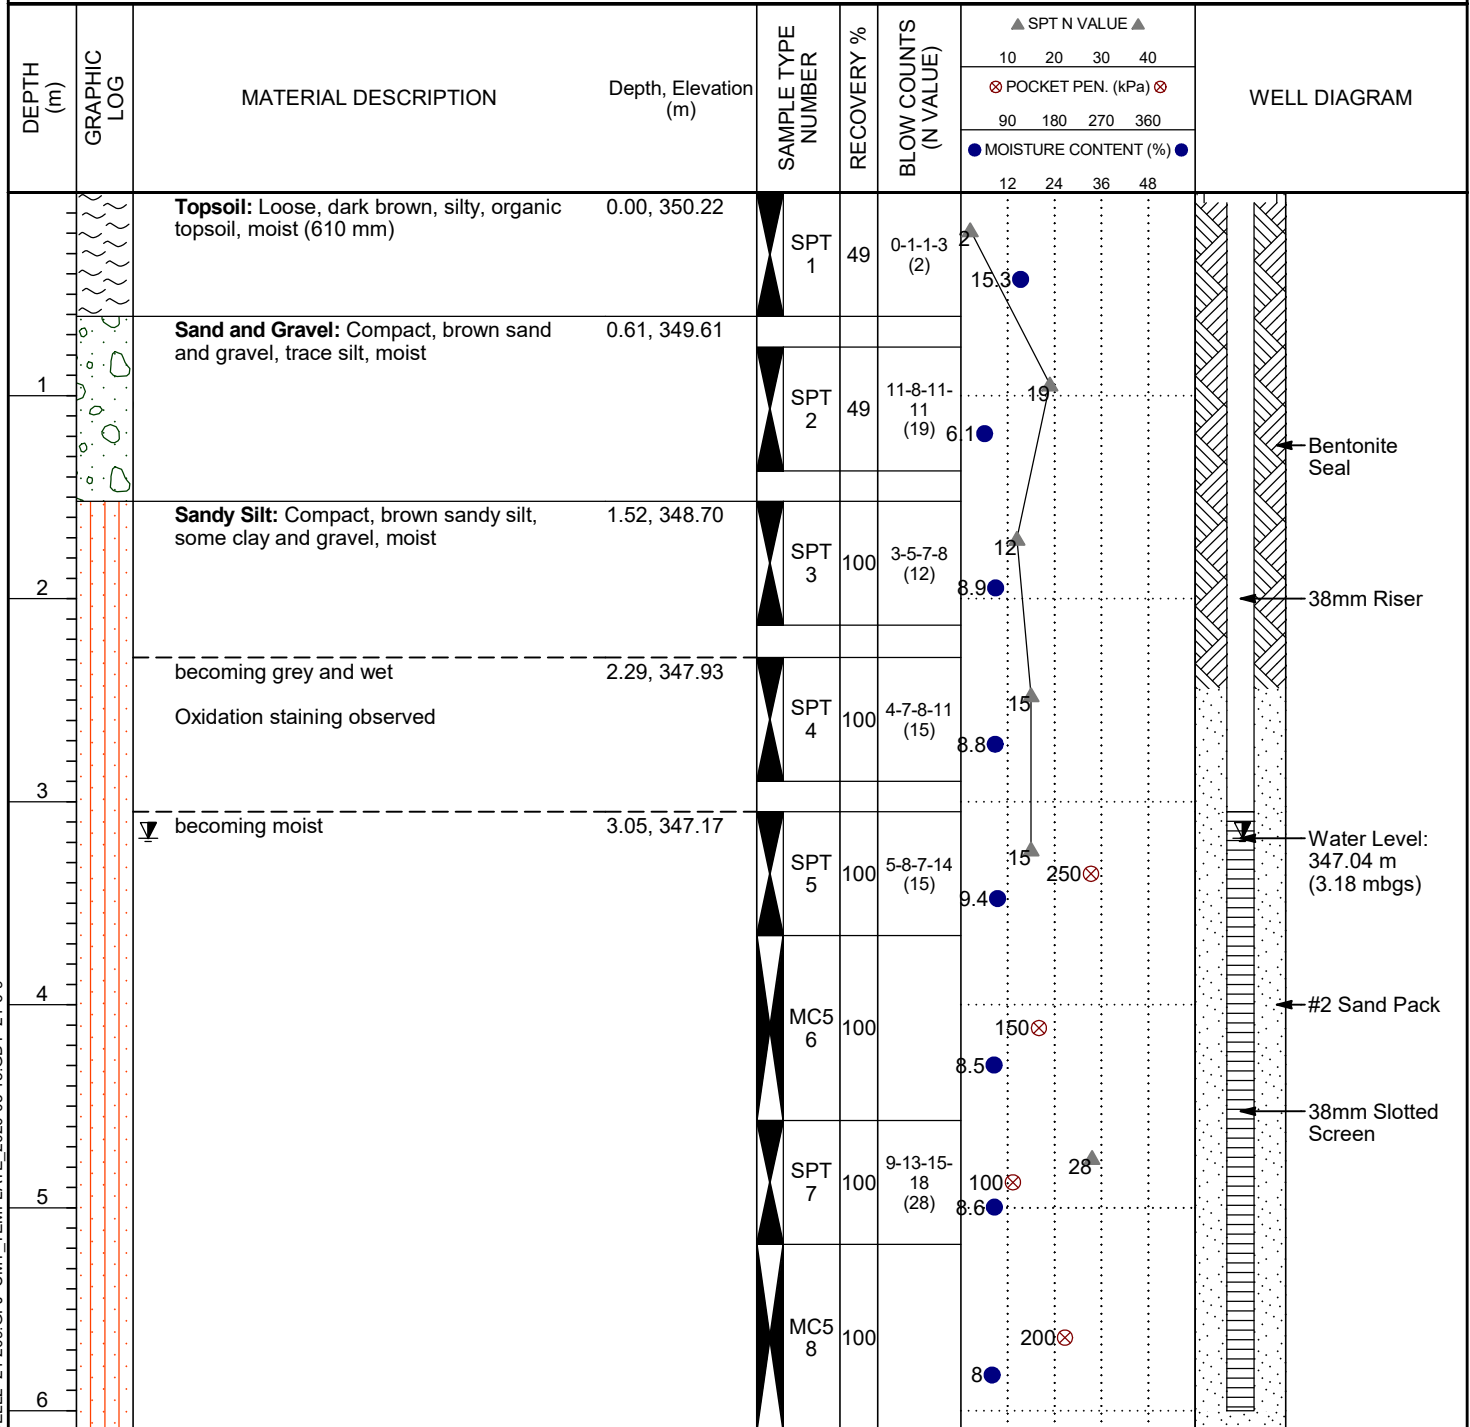 DEPTH
(m)
GRAPHIC
LOG
MATERIAL DESCRIPTION
Depth, Elevation
(m)
SAMPLE TYPE
NUMBER
RECOVERY %
BLOW COUNTS
(N VALUE)
SPT N VALUE
10 20 30 40
POCKET PEN. (kPa)
90 180 270 360
MOISTURE CONTENT (%)
12 24 36 48
WELL DIAGRAM
Topsoil: Loose, dark brown, silty, organic
topsoil, moist (610 mm)
0.00, 350.22
SPT
1
49
0-1-1-3
(2)
2
15.3
Sand and Gravel: Compact, brown sand
and gravel, trace silt, moist
0.61, 349.61
1
SPT
2
49
11-8-11-
11
(19)
19
6.1
Bentonite
Seal
Sandy Silt: Compact, brown sandy silt,
some clay and gravel, moist
1.52, 348.70
SPT
3
100
3-5-7-8
(12)
12
8.9
2
38mm Riser
becoming grey and wet
2.29, 347.93
Oxidation staining observed
SPT
4
100
4-7-8-11
(15)
15
8.8
3
becoming moist
3.05, 347.17
SPT
5
100
5-8-7-14
(15)
15
250
9.4
Water Level:
347.04 m
(3.18 mbgs)
4
MC5
6
100
150
8.5
#2 Sand Pack
38mm Slotted
Screen
SPT
7
100
9-13-15-
18
(28)
28
100
8.6
5
MC5
8
100
200
8
6